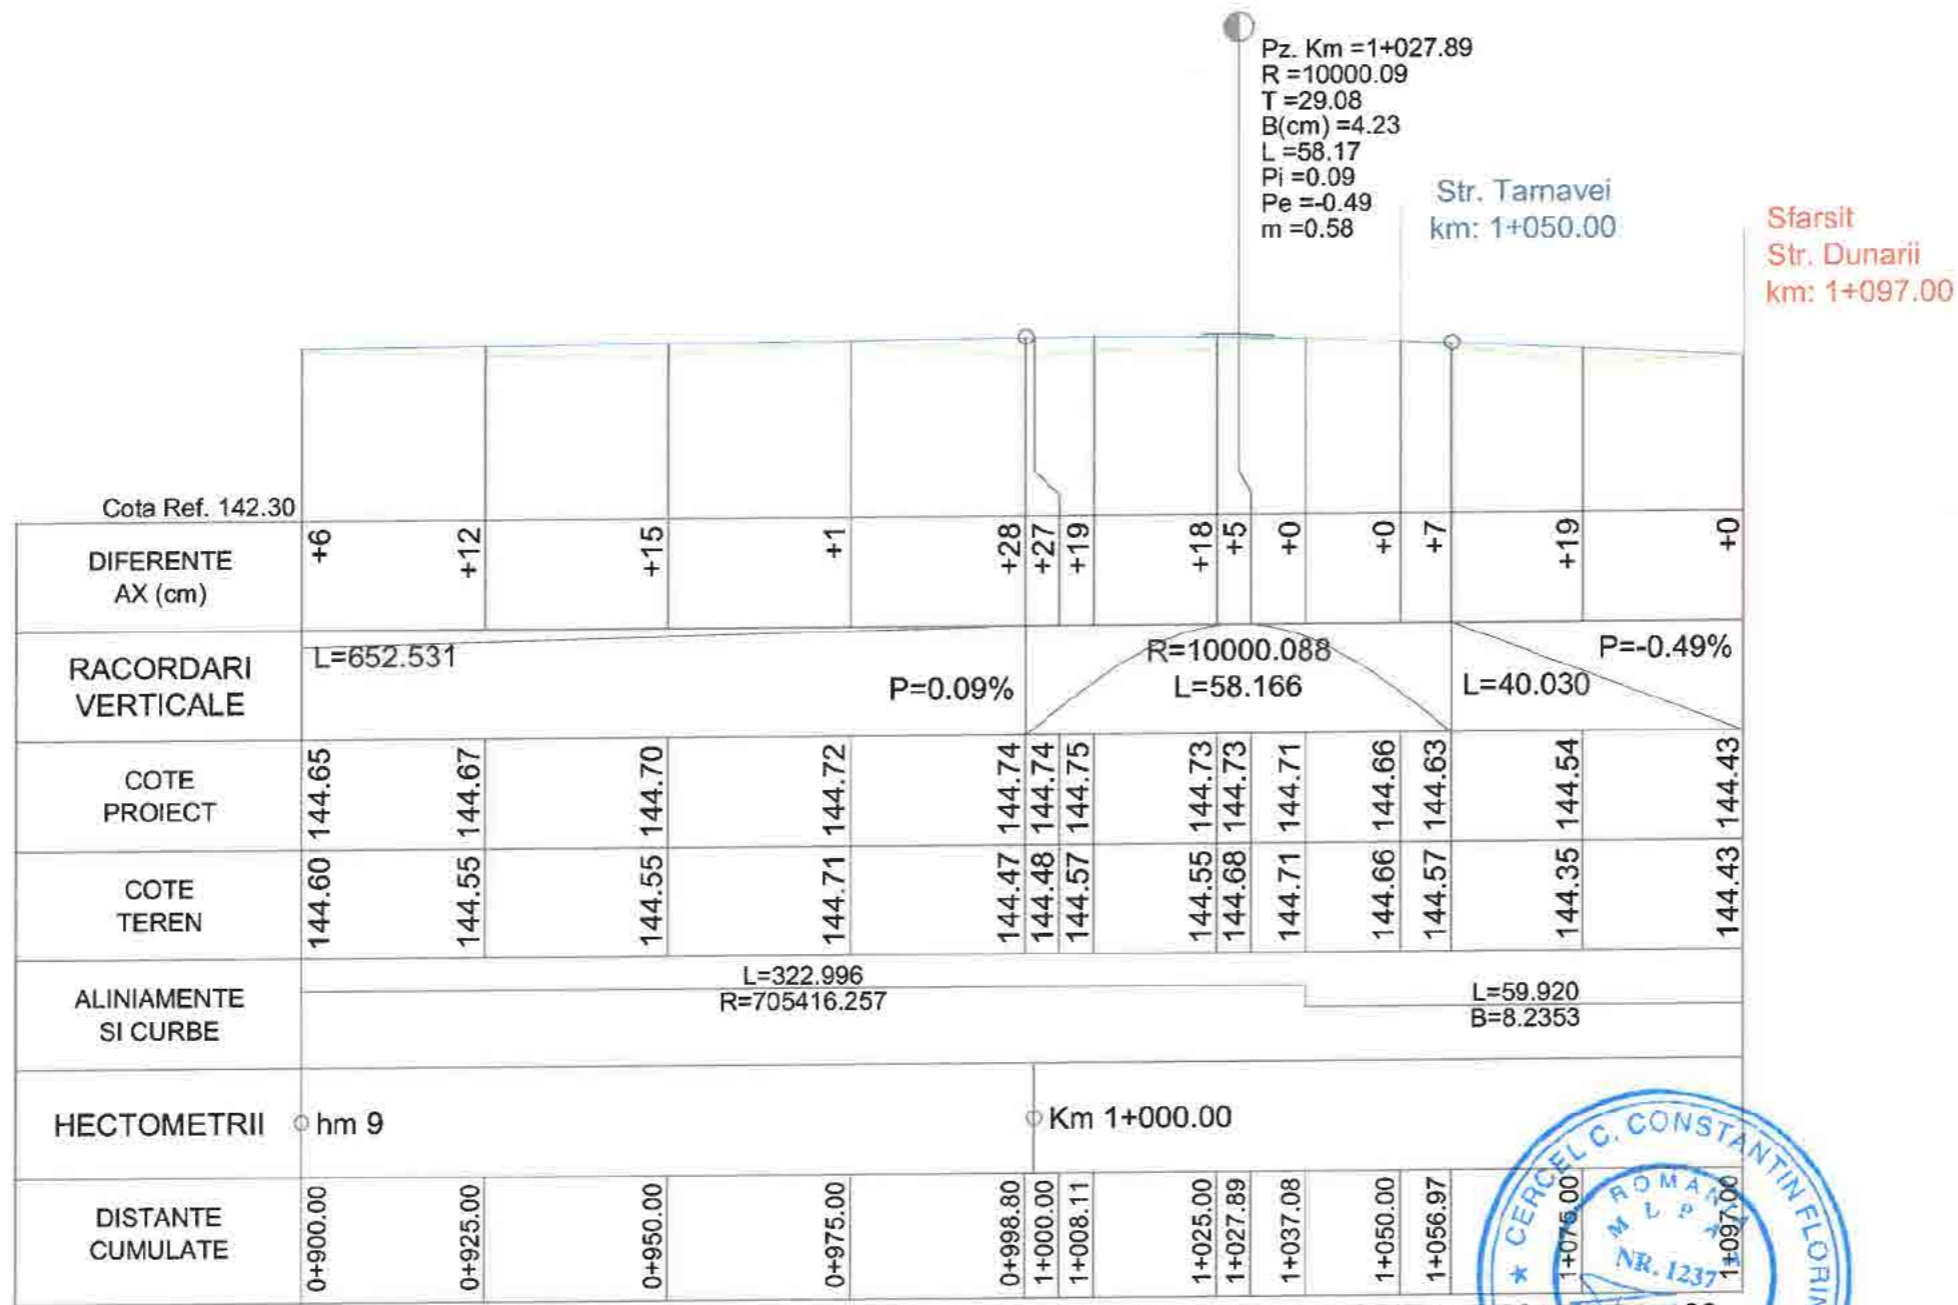 Pz. Km =1+027.89
R =10000.09
T =29.08
B(cm) =4.23
L =58.17
Pi =0.09
Pe =-0.49
m =0.58
Str. Tarnavei
km: 1+050.00
Sfarsit
Str. Dunarii
km: 1+097.00
Cota Ref. 142.30
DIFERENTE
AX (cm)
+6 +12 +15 +1 +28 +27 +19 +18 +5 +0 +0 +7 +19 +0
RACORDARI
VERTICALE
L=652.531
P=0.09%
R=10000.088
L=58.166
L=40.030
P=-0.49%
COTE
PROIECT
144.65 144.67 144.70 144.72 144.74 144.74 144.75 144.73 144.73 144.71 144.66 144.63 144.54 144.43
COTE
TEREN
144.60 144.55 144.55 144.71 144.47 144.48 144.57 144.55 144.68 144.71 144.66 144.57 144.35 144.43
ALINIAMENTE
SI CURBE
L=322.996
R=705416.257
L=59.920
B=8.2353
HECTOMETRII
hm 9
Km 1+000.00
DISTANTE
CUMULATE
0+900.00 0+925.00 0+950.00 0+975.00 0+998.80 1+000.00 1+008.11 1+025.00 1+027.89 1+037.08 1+050.00 1+056.97 1+075.00 1+097.00
★ CERCEL C. CONSTANTIN
ROMANIA
M L P A T
NR. 1237